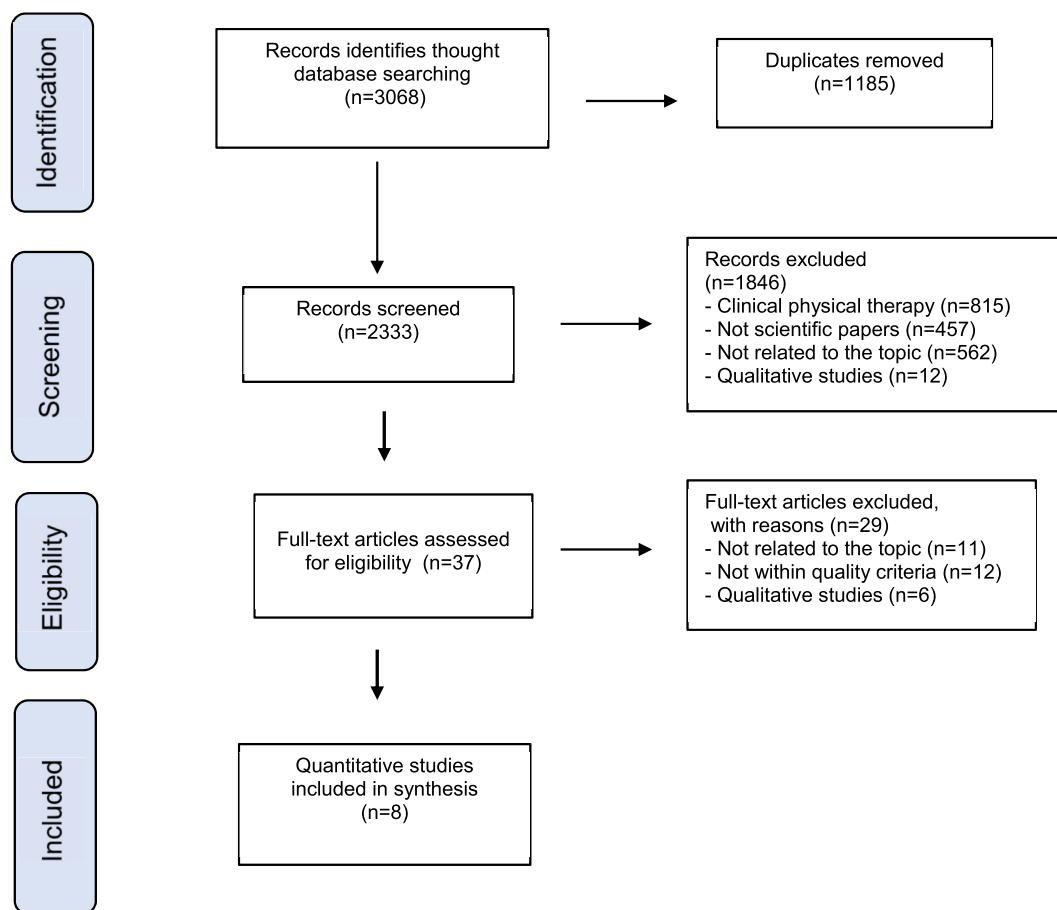 Identification
Records identifies thought
database searching
(n=3068)
Duplicates removed
(n=1185)
Screening
Records screened
(n=2333)
Records excluded
(n=1846)
- Clinical physical therapy (n=815)
- Not scientific papers (n=457)
- Not related to the topic (n=562)
- Qualitative studies (n=12)
Eligibility
Full-text articles assessed
for eligibility (n=37)
Full-text articles excluded,
with reasons (n=29)
- Not related to the topic (n=11)
- Not within quality criteria (n=12)
- Qualitative studies (n=6)
Included
Quantitative studies
included in synthesis
(n=8)